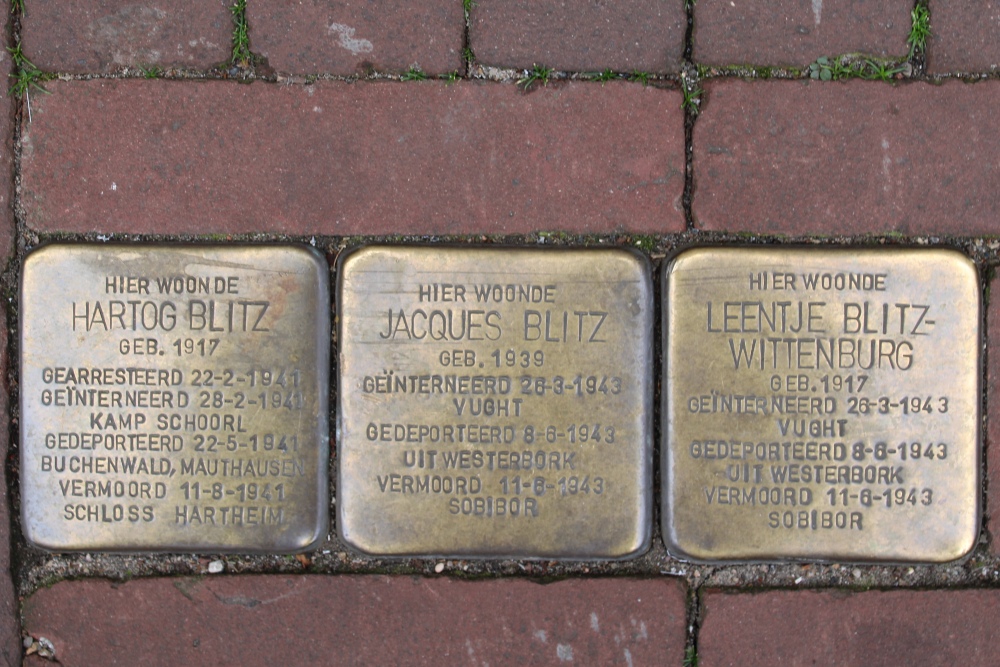 HIER WOONDE
HARTOG BLITZ
GEB. 1917
GEARRESTEERD 22-2-1941
GEÏNTERNEERD 28-2-1941
KAMP SCHOORL
GEDEPORTEERD 22-5-1941
BUCHENWALD, MAUTHAUSEN
VERMOORD 11-8-1941
SCHLOSS HARTHEIM
HIER WOONDE
JACQUES BLITZ
GEB. 1939
GEÏNTERNEERD 26-3-1943
VUGHT
GEDEPORTEERD 8-6-1943
UIT WESTERBORK
VERMOORD 11-6-1943
SOBIBOR
HIER WOONDE
LEENTJE BLITZ-
WITTENBURG
GEB. 1917
GEÏNTERNEERD 26-3-1943
VUGHT
GEDEPORTEERD 8-6-1943
UIT WESTERBORK
VERMOORD 11-6-1943
SOBIBOR